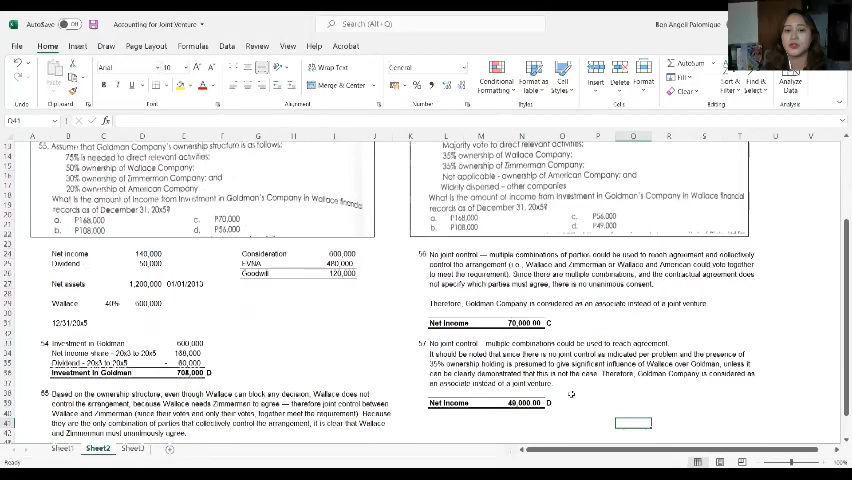 AutoSave Off Accounting for Joint Venture Search (Alt+Q) Ron Angeli Palomique
File Home Insert Page Layout Formulas Data Review View Help Acrobat
Arial 10 Wrap Text General AutoSum
Paste Merge & Center Conditional Formatting Format as Table Cell Styles Insert Delete Format Fill Clear Sort & Filter Find & Select Analyze Data
Undo Clipboard Font Alignment Number Styles Cells Editing Analysis
Q41 fx
A B C D E F G H I J K L M N O P Q R S T U V
55. Assume that Goldman Company's ownership structure is as follows:
75% is needed to direct relevant activities:
50% ownership of Wallace Company:
30% ownership of Zimmerman Company; and
20% ownership of American Company
What is the amount of Income from Investment in Goldman's Company in Wallace financial
records as of December 31, 20x5?
a. P168,000 c. P70,000
b. P108,000 d. P56,000
Majority vote to direct relevant activities:
35% ownership of Wallace Company:
35% ownership of Zimmerman Company:
Not applicable - ownership of American Company: and
Widely dispersed – other companies
What is the amount of Income from Investment in Goldman's Company in Wallace financial
records as of December 31, 20x5?
a. P168,000 c. P56,000
b. P108,000 d. P49,000
Net income 140,000 Consideration 600,000
Dividend 50,000 FVNA 480,000
Goodwill 120,000
Net assets 1,200,000 01/01/2013
Wallace 40% 600,000
12/31/20x5
54 Investment in Goldman 600,000
Net Income share - 20x3 to 20x5 168,000
Dividend - 20x3 to 20x5 - 60,000
Investment in Goldman 708,000 D
55 Based on the ownership structure, even though Wallace can block any decision, Wallace does not
control the arrangement, because Wallace needs Zimmerman to agree — therefore joint control between
Wallace and Zimmerman (since their votes and only their votes, together meet the requirement). Because
they are the only combination of parties that collectively control the arrangement, it is clear that Wallace
and Zimmerman must unanimously agree.
56 No joint control — multiple combinations of parties could be used to reach agreement and collectively
control the arrangement (i.e., Wallace and Zimmerman or Wallace and American could vote together
to meet the requirement). Since there are multiple combinations, and the contractual agreement does
not specify which parties must agree, there is no unanimous consent.
Therefore, Goldman Company is considered as an associate instead of a joint venture.
Net Income 70,000.00 C
57 No joint control – multiple combinations could be used to reach agreement.
It should be noted that since there is no joint control as indicated per problem and the presence of
35% ownership holding is presumed to give significant influence of Wallace over Goldman, unless it
can be clearly demonstrated that this is not the case. Therefore, Goldman Company is considered as
an associate instead of a joint venture.
Net Income 49,000.00 D
Sheet1 Sheet2 Sheet3
Ready 100%